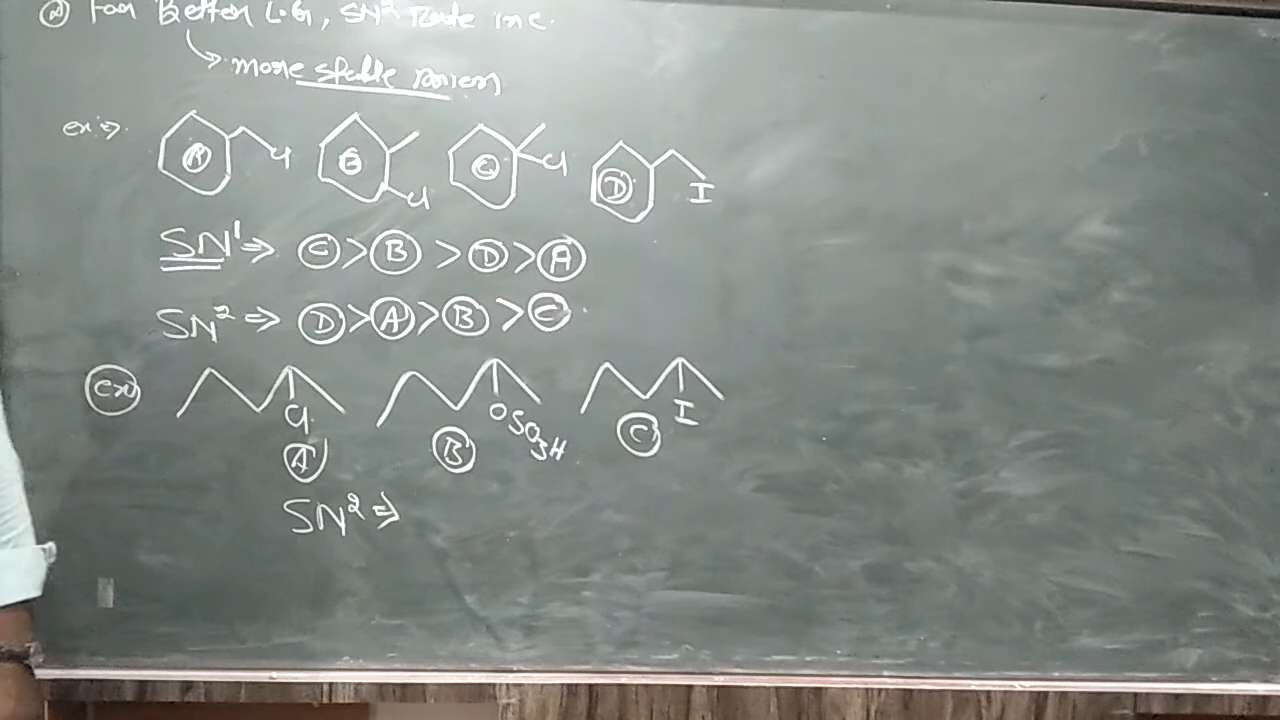 ② For Better L.G, SN² Rate inc.
↳ more stable Anion
ex:⇒ A Cl B Cl C Cl D I
SN¹ ⇒ C > B > D > A
SN² ⇒ D > A > B > C
ex Cl OSO₃H I
A B C
SN² ⇒